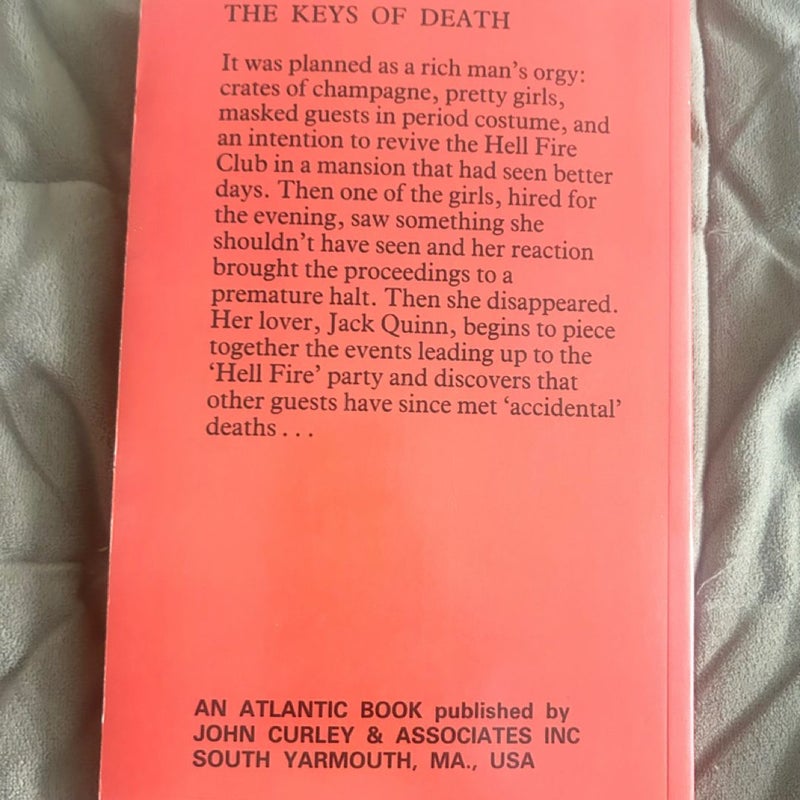 THE KEYS OF DEATH
It was planned as a rich man's orgy:
crates of champagne, pretty girls,
masked guests in period costume, and
an intention to revive the Hell Fire
Club in a mansion that had seen better
days. Then one of the girls, hired for
the evening, saw something she
shouldn't have seen and her reaction
brought the proceedings to a
premature halt. Then she disappeared.
Her lover, Jack Quinn, begins to piece
together the events leading up to the
‘Hell Fire’ party and discovers that
other guests have since met ‘accidental’
deaths . . .
AN ATLANTIC BOOK published by
JOHN CURLEY & ASSOCIATES INC
SOUTH YARMOUTH, MA., USA